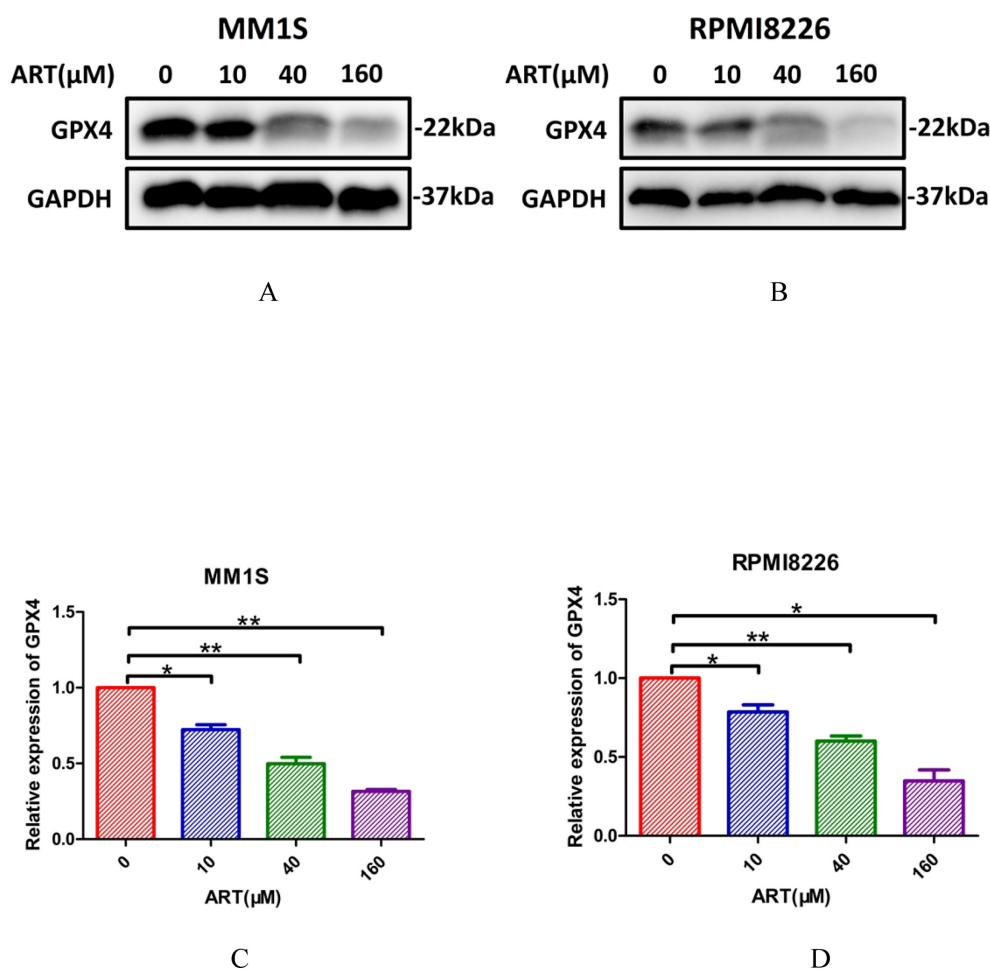 MM1S
ART(μM) 0 10 40 160
GPX4 -22kDa
GAPDH -37kDa
A
RPMI8226
ART(μM) 0 10 40 160
GPX4 -22kDa
GAPDH -37kDa
B
MM1S
Relative expression of GPX4
1.5
1.0
0.5
0.0
**
**
*
0 10 40 160
ART(μM)
C
RPMI8226
Relative expression of GPX4
1.5
1.0
0.5
0.0
*
**
*
0 10 40 160
ART(μM)
D